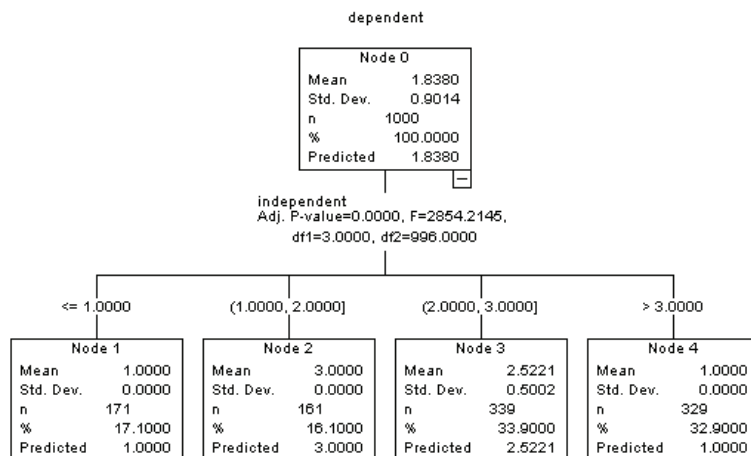 dependent
Node 0
Mean 1.8380
Std. Dev. 0.9014
n 1000
% 100.0000
Predicted 1.8380
independent
Adj. P-value=0.0000, F=2854.2145,
df1=3.0000, df2=996.0000
<= 1.0000
(1.0000, 2.0000]
(2.0000, 3.0000]
> 3.0000
Node 1
Mean 1.0000
Std. Dev. 0.0000
n 171
% 17.1000
Predicted 1.0000
Node 2
Mean 3.0000
Std. Dev. 0.0000
n 161
% 16.1000
Predicted 3.0000
Node 3
Mean 2.5221
Std. Dev. 0.5002
n 339
% 33.9000
Predicted 2.5221
Node 4
Mean 1.0000
Std. Dev. 0.0000
n 329
% 32.9000
Predicted 1.0000